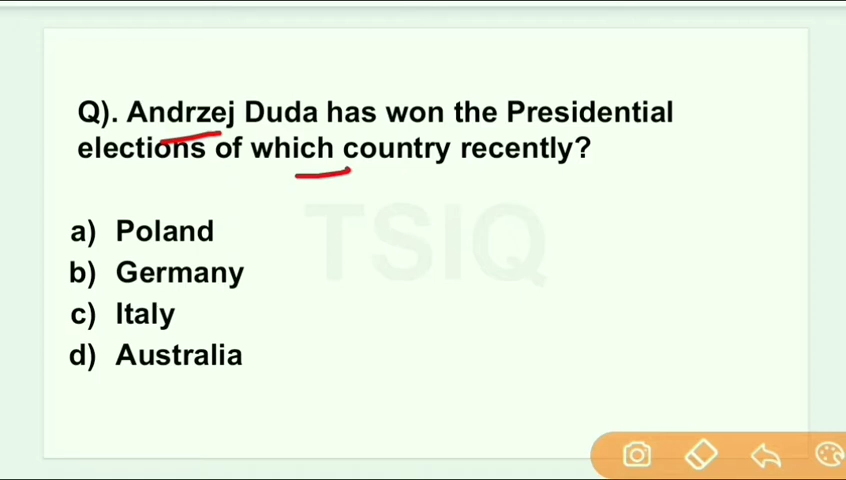 Q). Andrzej Duda has won the Presidential
elections of which country recently?
TSIQ
a) Poland
b) Germany
c) Italy
d) Australia